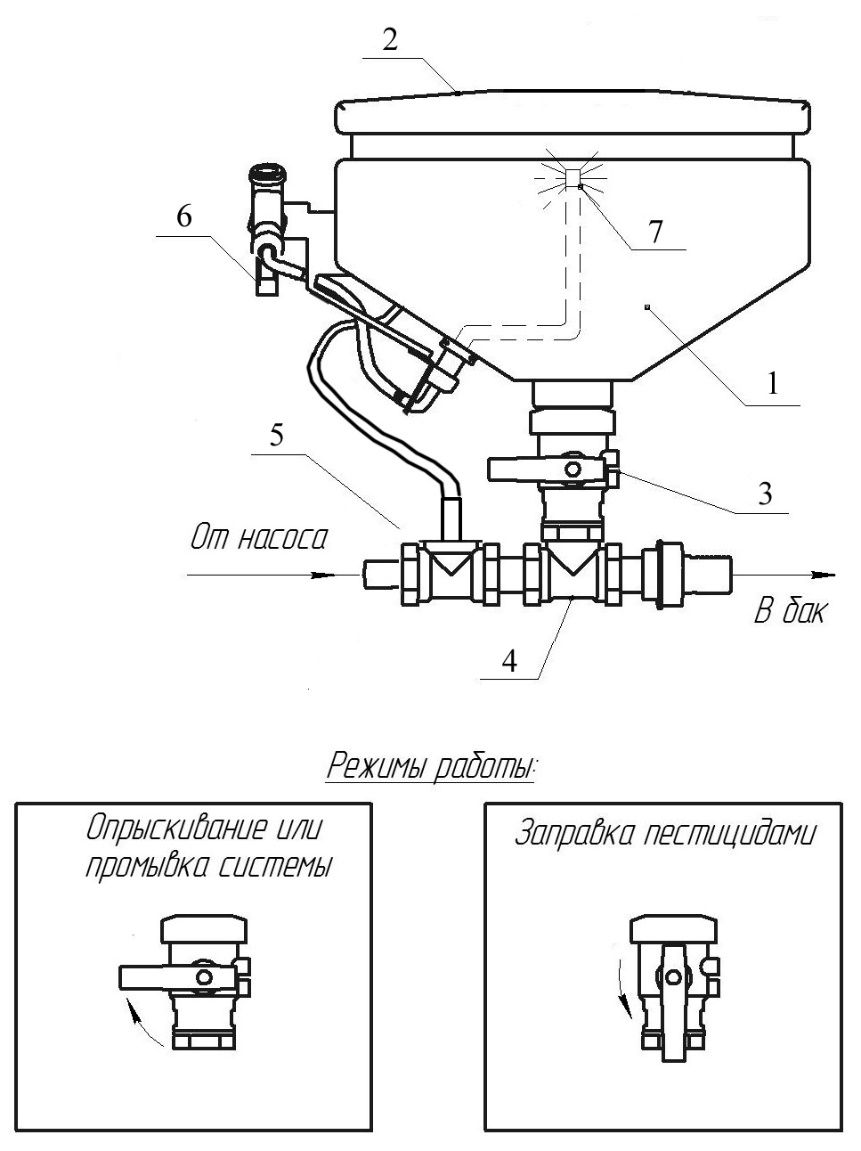 2
6
7
1
5
3
От насоса
В бак
4
Режимы работы:
Опрыскивание или
промывка системы
Заправка пестицидами